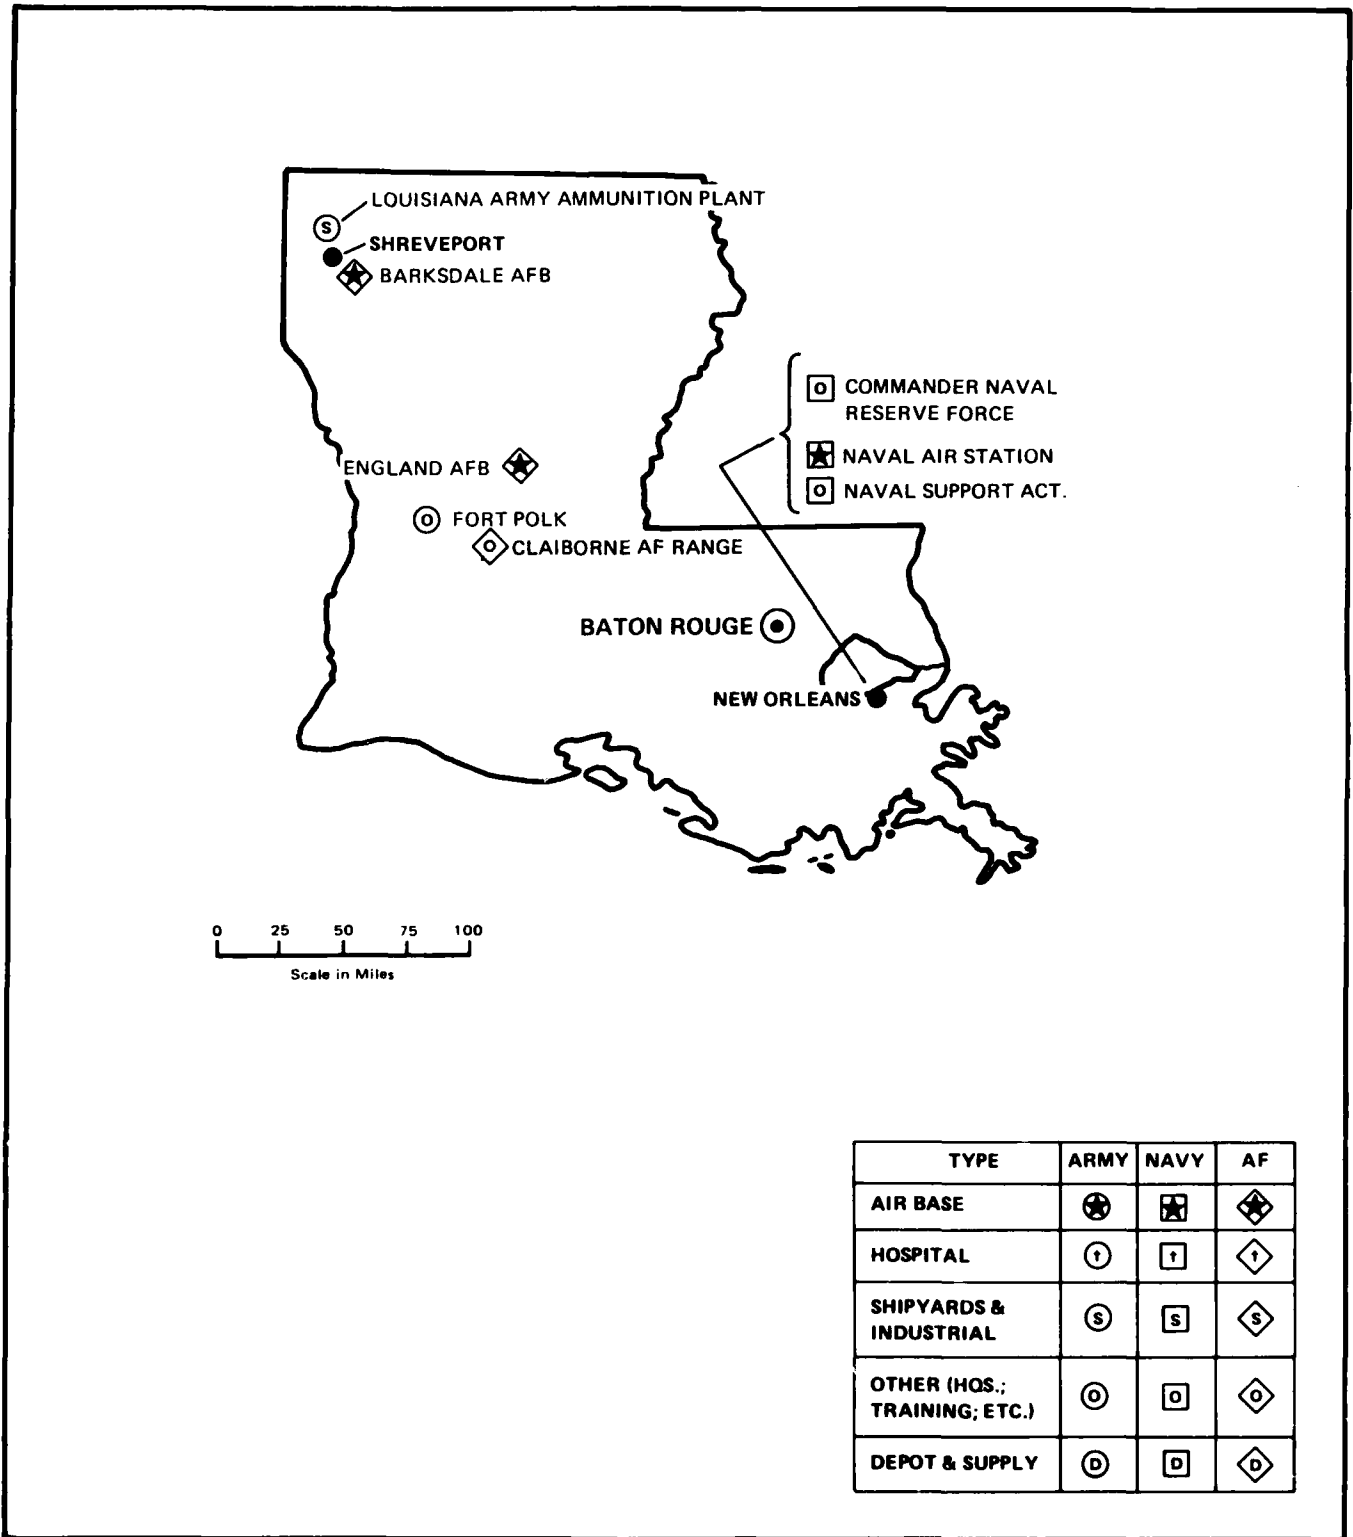 LOUISIANA ARMY AMMUNITION PLANT
S
SHREVEPORT
BARKSDALE AFB
O COMMANDER NAVAL
RESERVE FORCE
NAVAL AIR STATION
O NAVAL SUPPORT ACT.
ENGLAND AFB
O FORT POLK
O CLAIBORNE AF RANGE
BATON ROUGE
NEW ORLEANS
0 25 50 75 100
Scale in Miles
TYPE ARMY NAVY AF
AIR BASE
HOSPITAL † † †
SHIPYARDS &
INDUSTRIAL S S S
OTHER (HQS.;
TRAINING; ETC.) O O O
DEPOT & SUPPLY D D D